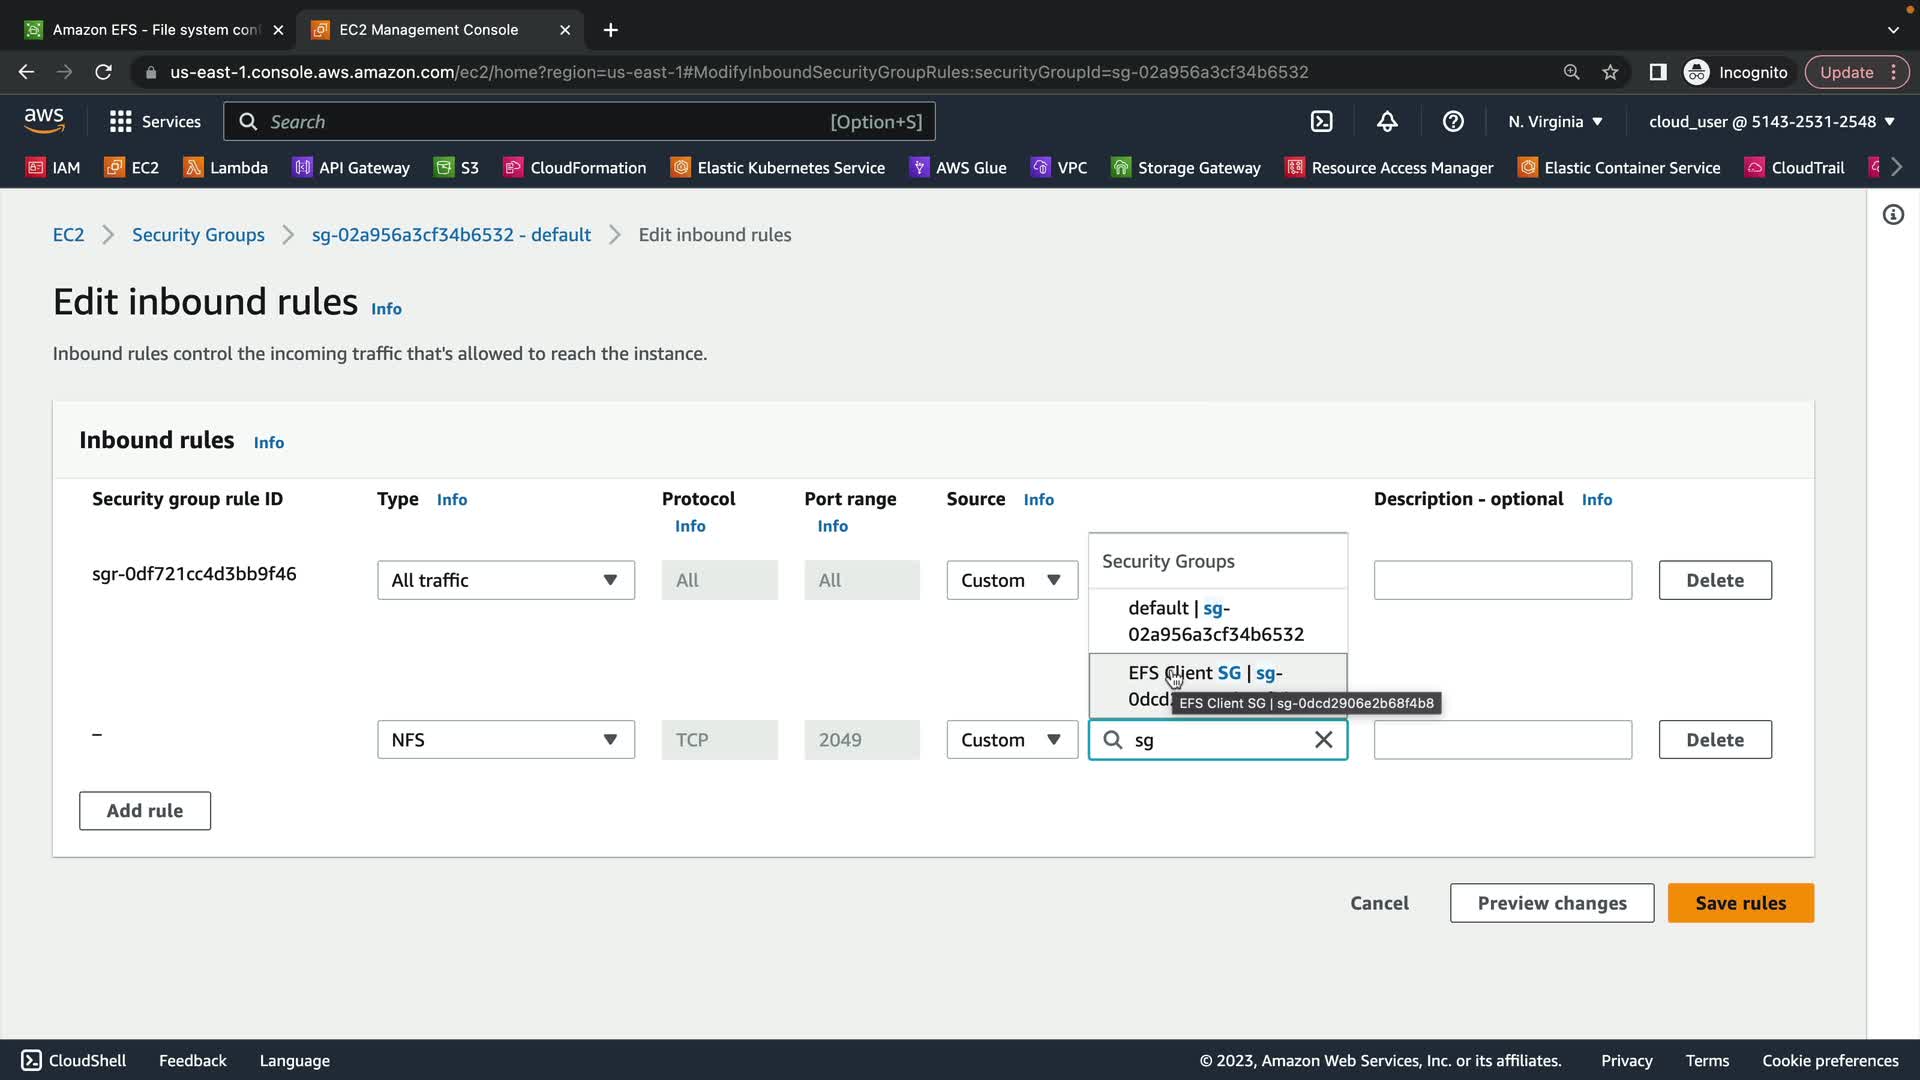 Amazon EFS - File system con
EC2 Management Console
us-east-1.console.aws.amazon.com/ec2/home?region=us-east-1#ModifyInboundSecurityGroupRules:securityGroupId=sg-02a956a3cf34b6532
Incognito
Update
aws
Services
Search
[Option+S]
N. Virginia
cloud_user @ 5143-2531-2548
IAM
EC2
Lambda
API Gateway
S3
CloudFormation
Elastic Kubernetes Service
AWS Glue
VPC
Storage Gateway
Resource Access Manager
Elastic Container Service
CloudTrail
EC2
Security Groups
sg-02a956a3cf34b6532 - default
Edit inbound rules
Edit inbound rules Info
Inbound rules control the incoming traffic that's allowed to reach the instance.
Inbound rules Info
Security group rule ID
Type Info
Protocol
Info
Port range
Info
Source Info
Description - optional Info
sgr-0df721cc4d3bb9f46
All traffic
All
All
Custom
Delete
Security Groups
default | sg-
02a956a3cf34b6532
EFS Client SG | sg-
0dcd
EFS Client SG | sg-0dcd2906e2b68f4b8
–
NFS
TCP
2049
Custom
sg
Delete
Add rule
Cancel
Preview changes
Save rules
CloudShell
Feedback
Language
© 2023, Amazon Web Services, Inc. or its affiliates.
Privacy
Terms
Cookie preferences